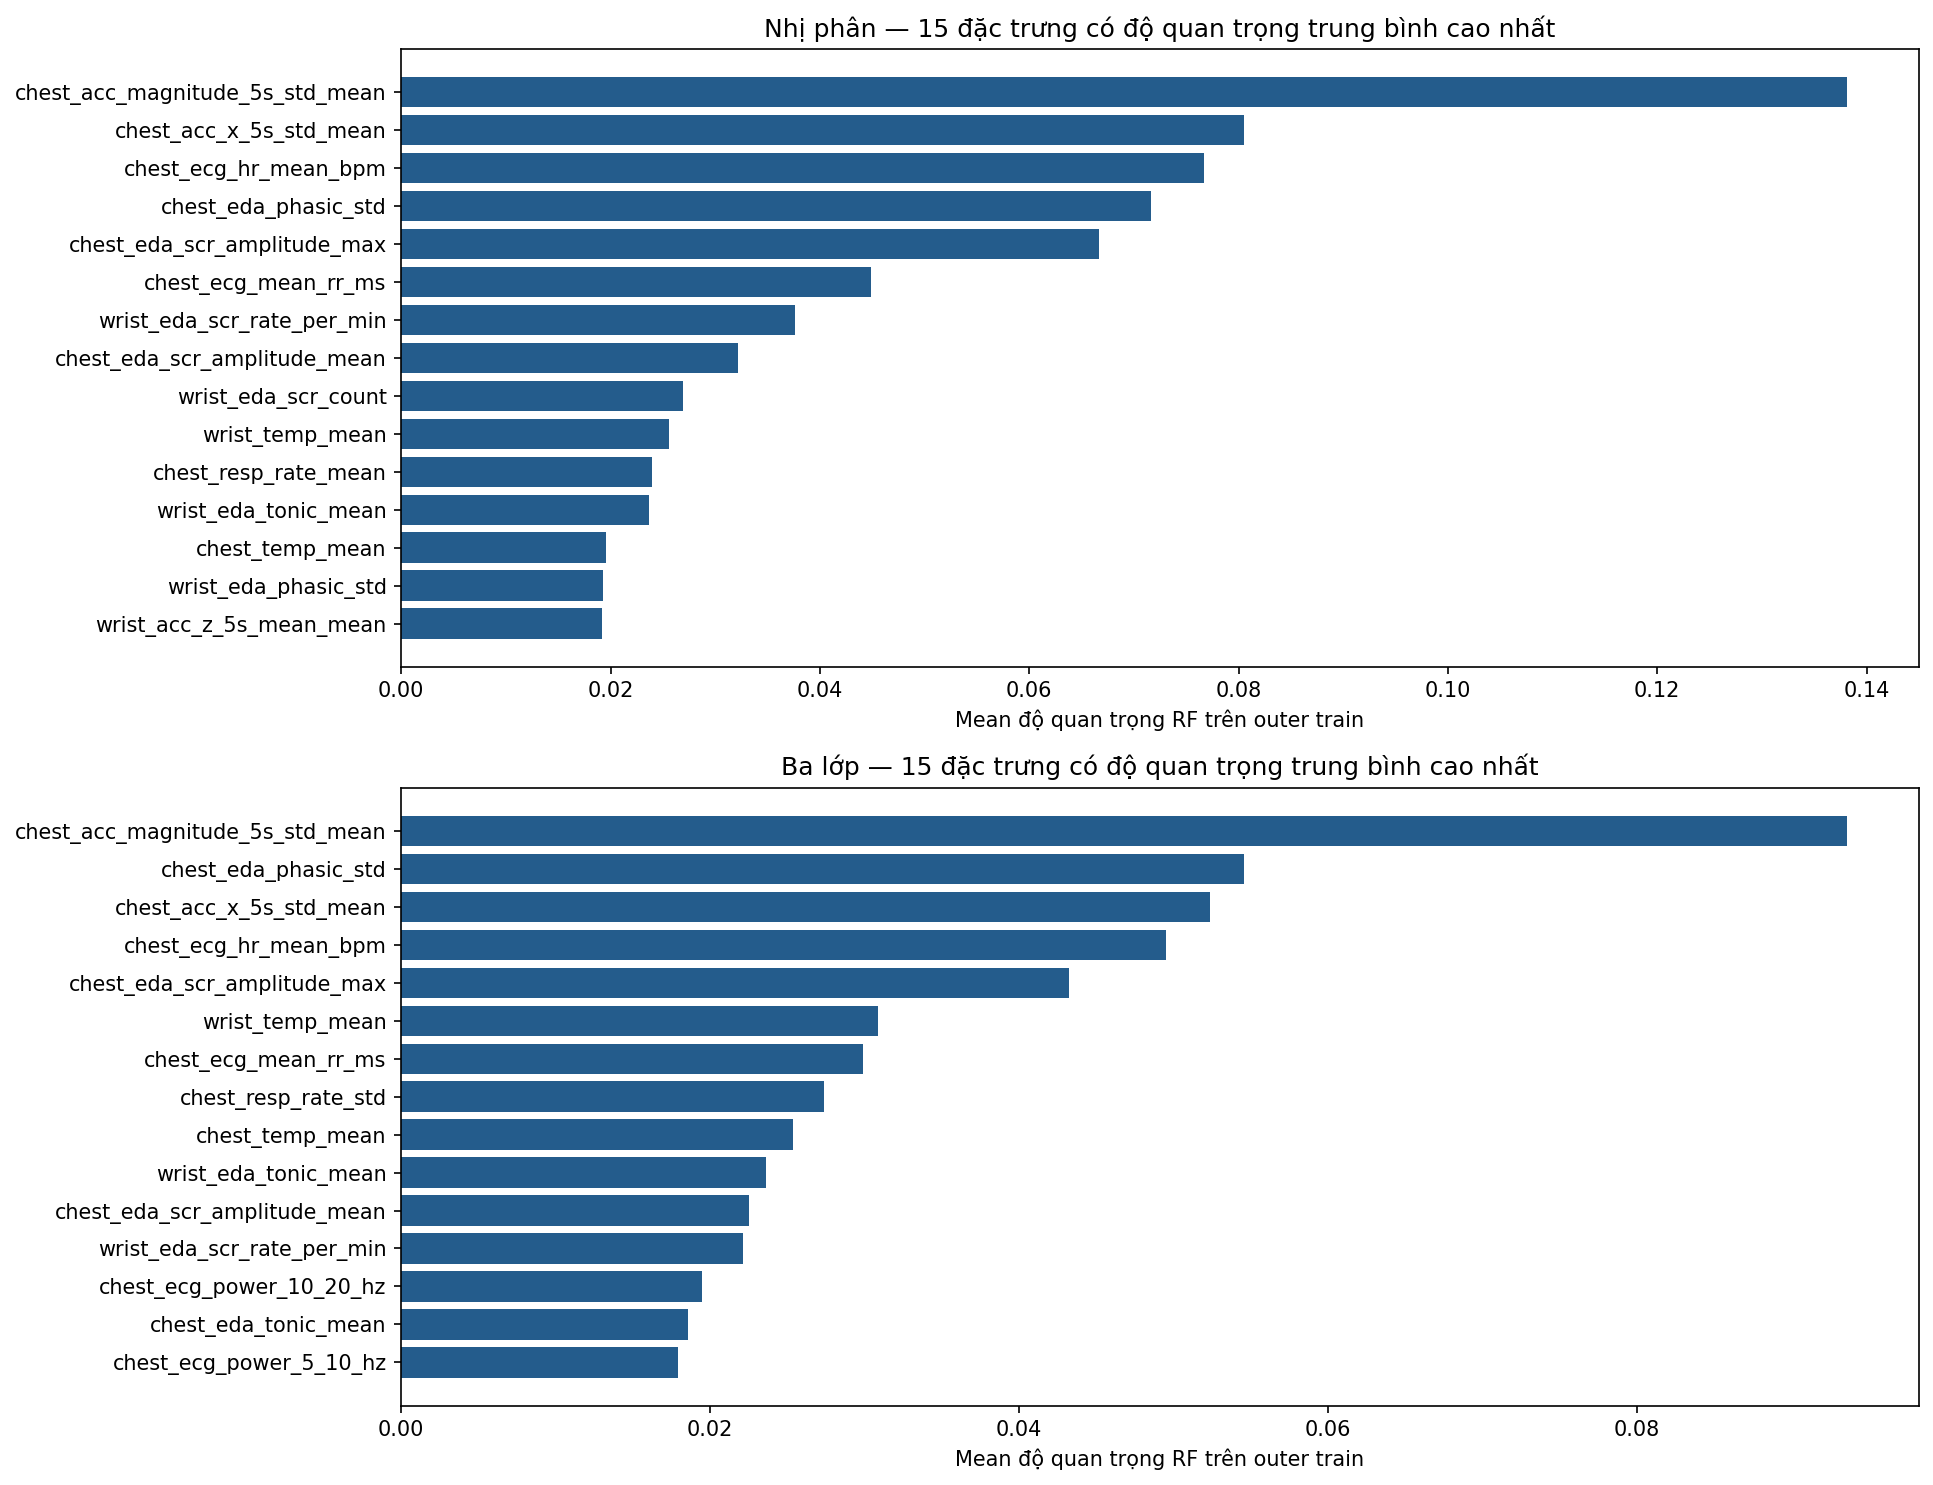 Nhị phân — 15 đặc trưng có độ quan trọng trung bình cao nhất
chest_acc_magnitude_5s_std_mean
chest_acc_x_5s_std_mean
chest_ecg_hr_mean_bpm
chest_eda_phasic_std
chest_eda_scr_amplitude_max
chest_ecg_mean_rr_ms
wrist_eda_scr_rate_per_min
chest_eda_scr_amplitude_mean
wrist_eda_scr_count
wrist_temp_mean
chest_resp_rate_mean
wrist_eda_tonic_mean
chest_temp_mean
wrist_eda_phasic_std
wrist_acc_z_5s_mean_mean
0.00 0.02 0.04 0.06 0.08 0.10 0.12 0.14
Mean độ quan trọng RF trên outer train
Ba lớp — 15 đặc trưng có độ quan trọng trung bình cao nhất
chest_acc_magnitude_5s_std_mean
chest_eda_phasic_std
chest_acc_x_5s_std_mean
chest_ecg_hr_mean_bpm
chest_eda_scr_amplitude_max
wrist_temp_mean
chest_ecg_mean_rr_ms
chest_resp_rate_std
chest_temp_mean
wrist_eda_tonic_mean
chest_eda_scr_amplitude_mean
wrist_eda_scr_rate_per_min
chest_ecg_power_10_20_hz
chest_eda_tonic_mean
chest_ecg_power_5_10_hz
0.00 0.02 0.04 0.06 0.08
Mean độ quan trọng RF trên outer train